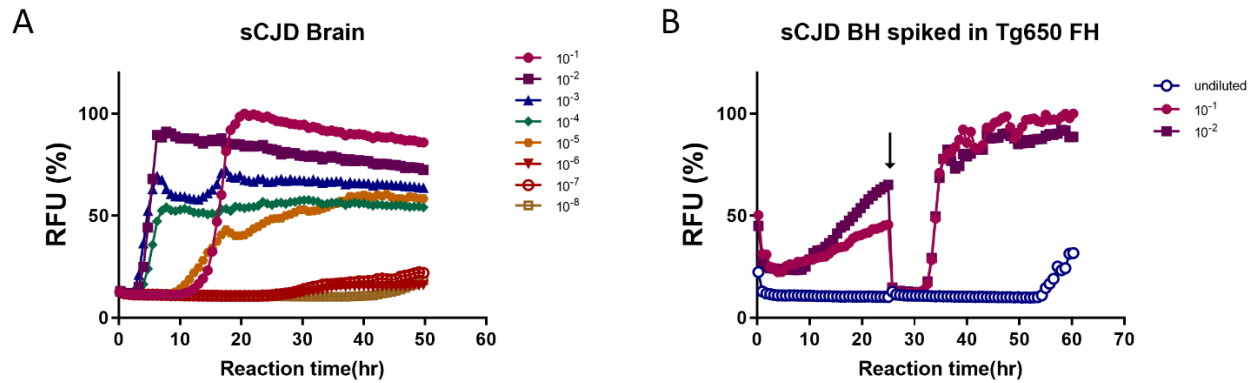 A
sCJD Brain
RFU (%)
100
50
0
0 10 20 30 40 50 60
Reaction time(hr)
10-1
10-2
10-3
10-4
10-5
10-6
10-7
10-8
B
sCJD BH spiked in Tg650 FH
RFU (%)
100
50
0
0 10 20 30 40 50 60 70
Reaction time(hr)
undiluted
10-1
10-2